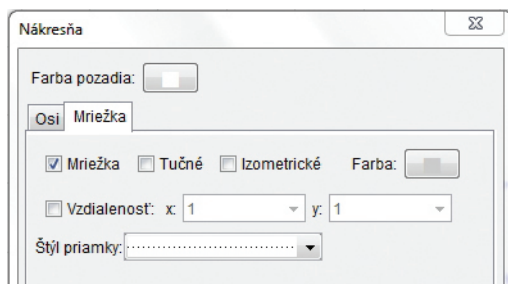 Nákresňa
Farba pozadia:
Osi Mriežka
Mriežka Tučné Izometrické Farba:
Vzdialenosť: x: 1 y: 1
Štýl priamky: